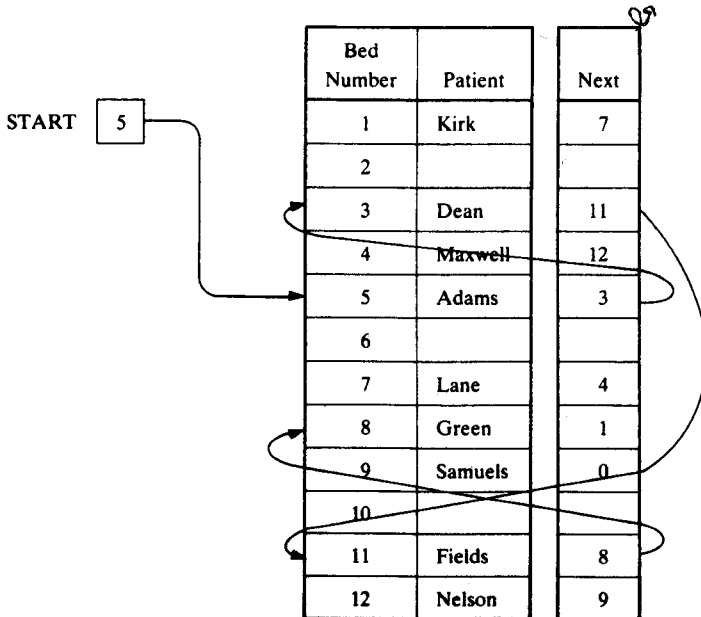 Bed
Number Patient Next
START 5
1 Kirk 7
2
3 Dean 11
4 Maxwell 12
5 Adams 3
6
7 Lane 4
8 Green 1
9 Samuels 0
10
11 Fields 8
12 Nelson 9